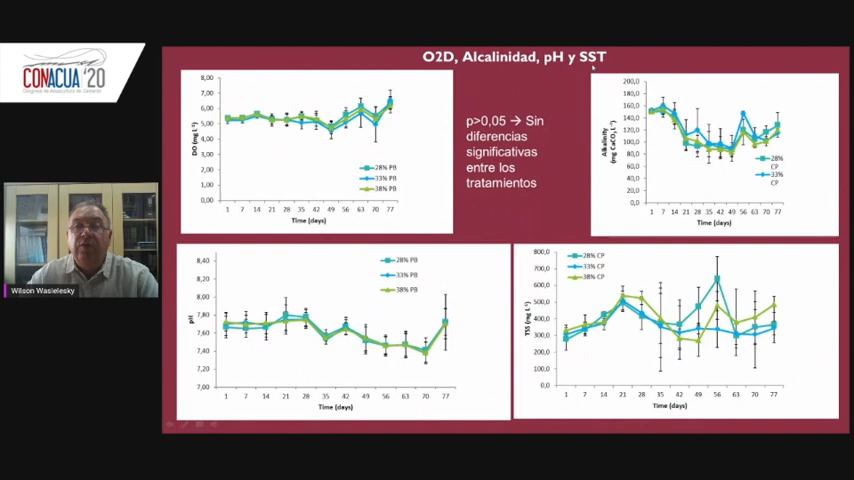 O2D, Alcalinidad, pH y SST
CONACUA '20
Congreso de Acuacultura de Camarón
Wilson Wasielesky
8,00
7,00
6,00
5,00
4,00
3,00
2,00
1,00
0,00
DO (mg L⁻¹)
28% PB
33% PB
38% PB
1 7 14 21 28 35 42 49 56 63 70 77
Time (days)
p>0,05 → Sin
diferencias
significativas
entre los
tratamientos
200,0
180,0
160,0
140,0
120,0
100,0
80,0
60,0
40,0
20,0
0,0
Alkalinity
(mg CaCO₃ L⁻¹)
28%
CP
33%
CP
1 7 14 21 28 35 42 49 56 63 70 77
Time (days)
8,40
8,20
8,00
7,80
7,60
7,40
7,20
7,00
pH
28% PB
33% PB
38% PB
1 7 14 21 28 35 42 49 56 63 70 77
Time (days)
800,0
700,0
600,0
500,0
400,0
300,0
200,0
100,0
0,0
TSS (mg L⁻¹)
28% CP
33% CP
38% CP
1 7 14 21 28 35 42 49 56 63 70 77
Time (days)